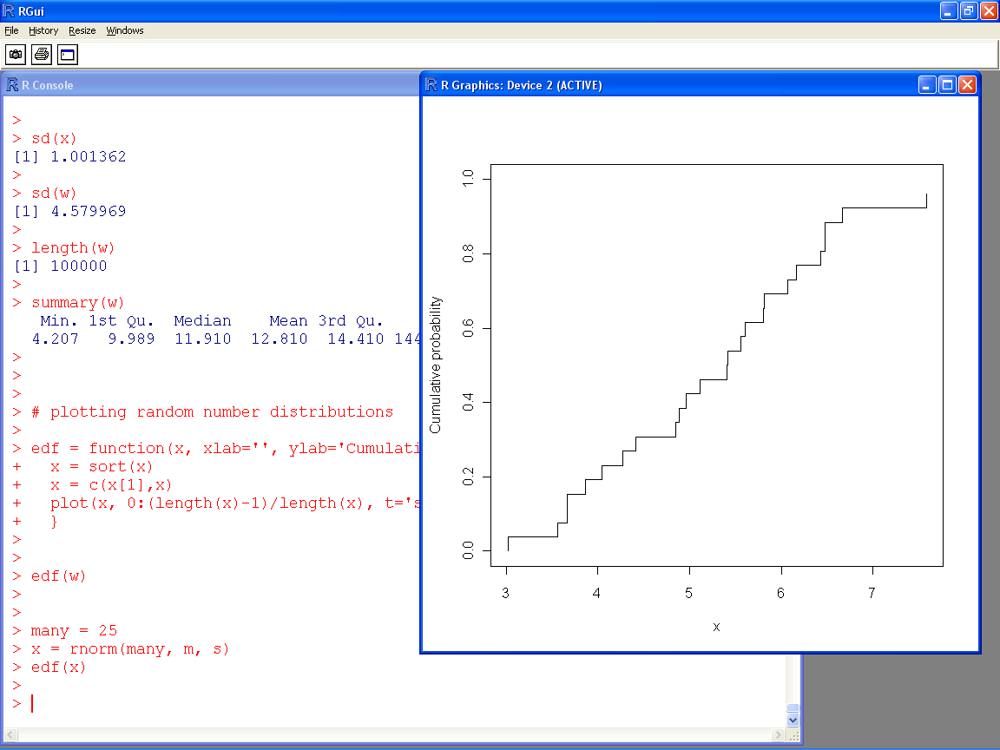 RGui
File History Resize Windows
R Console
>
> sd(x)
[1] 1.001362
>
> sd(w)
[1] 4.579969
>
> length(w)
[1] 100000
>
> summary(w)
Min. 1st Qu. Median Mean 3rd Qu.
4.207 9.989 11.910 12.810 14.410 144
>
>
>
> # plotting random number distributions
>
> edf = function(x, xlab='', ylab='Cumulati
+ x = sort(x)
+ x = c(x[1],x)
+ plot(x, 0:(length(x)-1)/length(x), t='s
+ }
>
>
> edf(w)
>
>
> many = 25
> x = rnorm(many, m, s)
> edf(x)
>
>
R Graphics: Device 2 (ACTIVE)
Cumulative probability
1.0
0.8
0.6
0.4
0.2
0.0
3 4 5 6 7
x